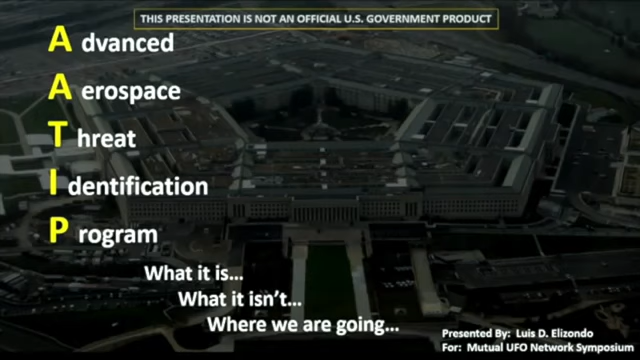 THIS PRESENTATION IS NOT AN OFFICIAL U.S. GOVERNMENT PRODUCT
A dvanced
A erospace
T hreat
I dentification
P rogram
What it is...
What it isn't...
Where we are going...
Presented By: Luis D. Elizondo
For: Mutual UFO Network Symposium